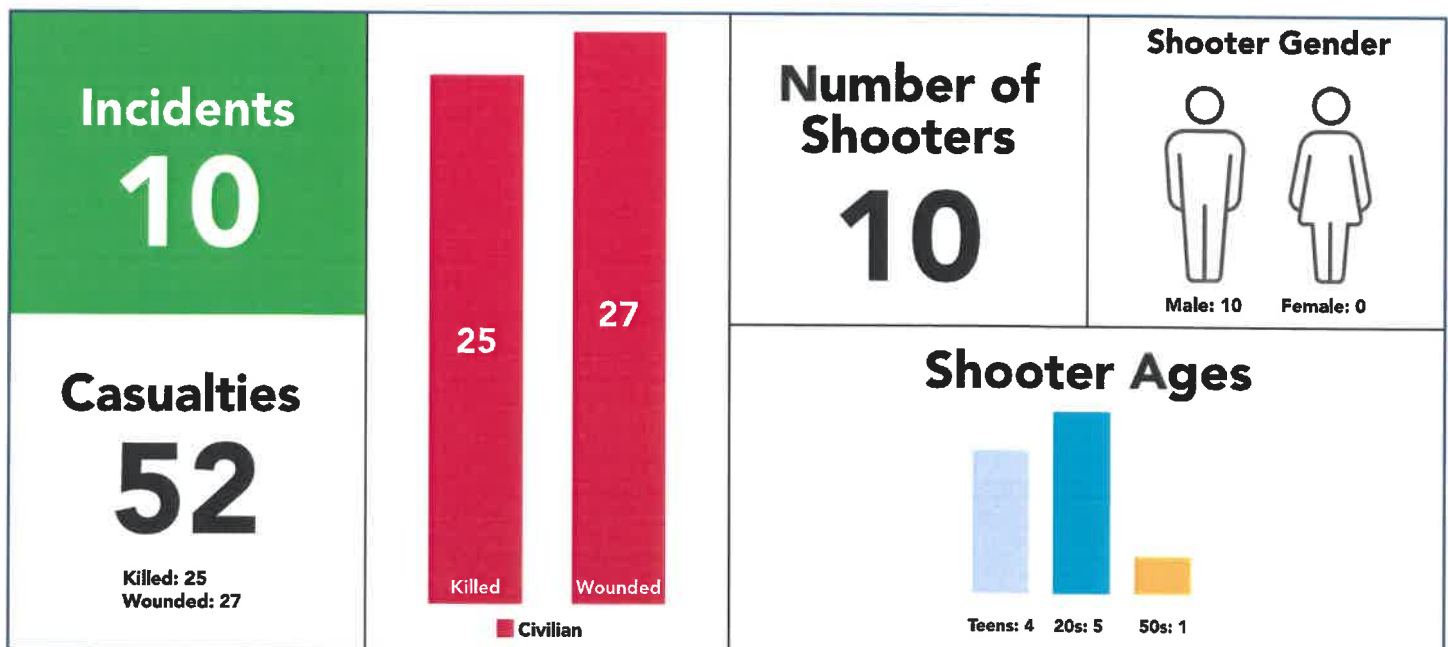 Incidents
10
Casualties
52
Killed: 25
Wounded: 27
25
Killed
27
Wounded
Civilian
Number of
Shooters
10
Shooter Gender
Male: 10
Female: 0
Shooter Ages
Teens: 4
20s: 5
50s: 1